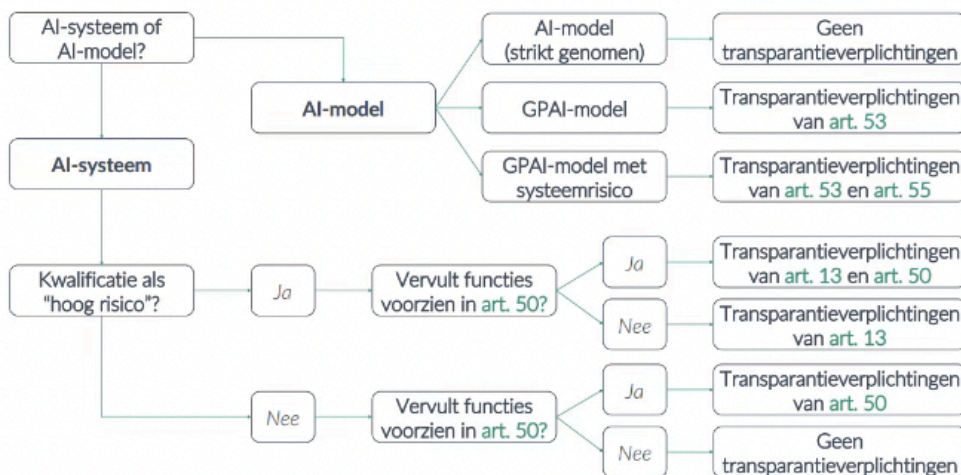 AI-systeem of
AI-model?
AI-model
AI-model
(strikt genomen)
Geen
transparantieverplichtingen
GPAI-model
Transparantieverplichtingen
van art. 53
GPAI-model met
systeemrisico
Transparantieverplichtingen
van art. 53 en art. 55
AI-systeem
Kwalificatie als
"hoog risico"?
Ja
Vervult functies
voorzien in art. 50?
Ja
Transparantieverplichtingen
van art. 13 en art. 50
Nee
Transparantieverplichtingen
van art. 13
Nee
Vervult functies
voorzien in art. 50?
Ja
Transparantieverplichtingen
van art. 50
Nee
Geen
transparantieverplichtingen